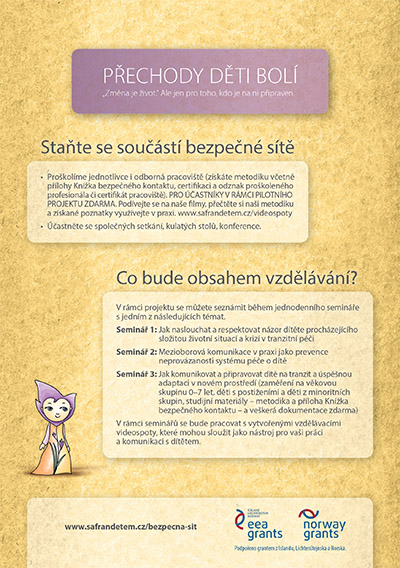 PŘECHODY DĚTI BOLÍ
„Změna je život.“ Ale jen pro toho, kdo je na ni připraven.
Staňte se součástí bezpečné sítě
• Proškolíme jednotlivce i odborná pracoviště (získáte metodiku včetně
přílohy Knížka bezpečného kontaktu, certifikaci a odznak proškoleného
profesionála či certifikát pracoviště). PRO ÚČASTNÍKY V RÁMCI PILOTNÍHO
PROJEKTU ZDARMA. Podívejte se na naše filmy, přečtěte si naši metodiku
a získané poznatky využívejte v praxi. www.safrandetem.cz/videospoty
• Účastněte se společných setkání, kulatých stolů, konference.
Co bude obsahem vzdělávání?
V rámci projektu se můžete seznámit během jednodenního semináře
s jedním z následujících témat.
Seminář 1: Jak naslouchat a respektovat názor dítěte procházejícího
složitou životní situací a krizí v tranzitní péči
Seminář 2: Mezioborová komunikace v praxi jako prevence
neprovázanosti systému péče o dítě
Seminář 3: Jak komunikovat a připravovat dítě na tranzit a úspěšnou
adaptaci v novém prostředí (zaměření na věkovou
skupinu 0–7 let, děti s postiženími a děti z minoritních
skupin, studijní materiály – metodika a příloha Knížka
bezpečného kontaktu – a veškerá dokumentace zdarma)
V rámci seminářů se bude pracovat s vytvořenými vzdělávacími
videospoty, které mohou sloužit jako nástroj pro vaši práci
a komunikaci s dítětem.
www.safrandetem.cz/bezpecna-sit
eea
grants
norway
grants
Podpořeno grantem z Islandu, Lichtenštejnska a Norska.